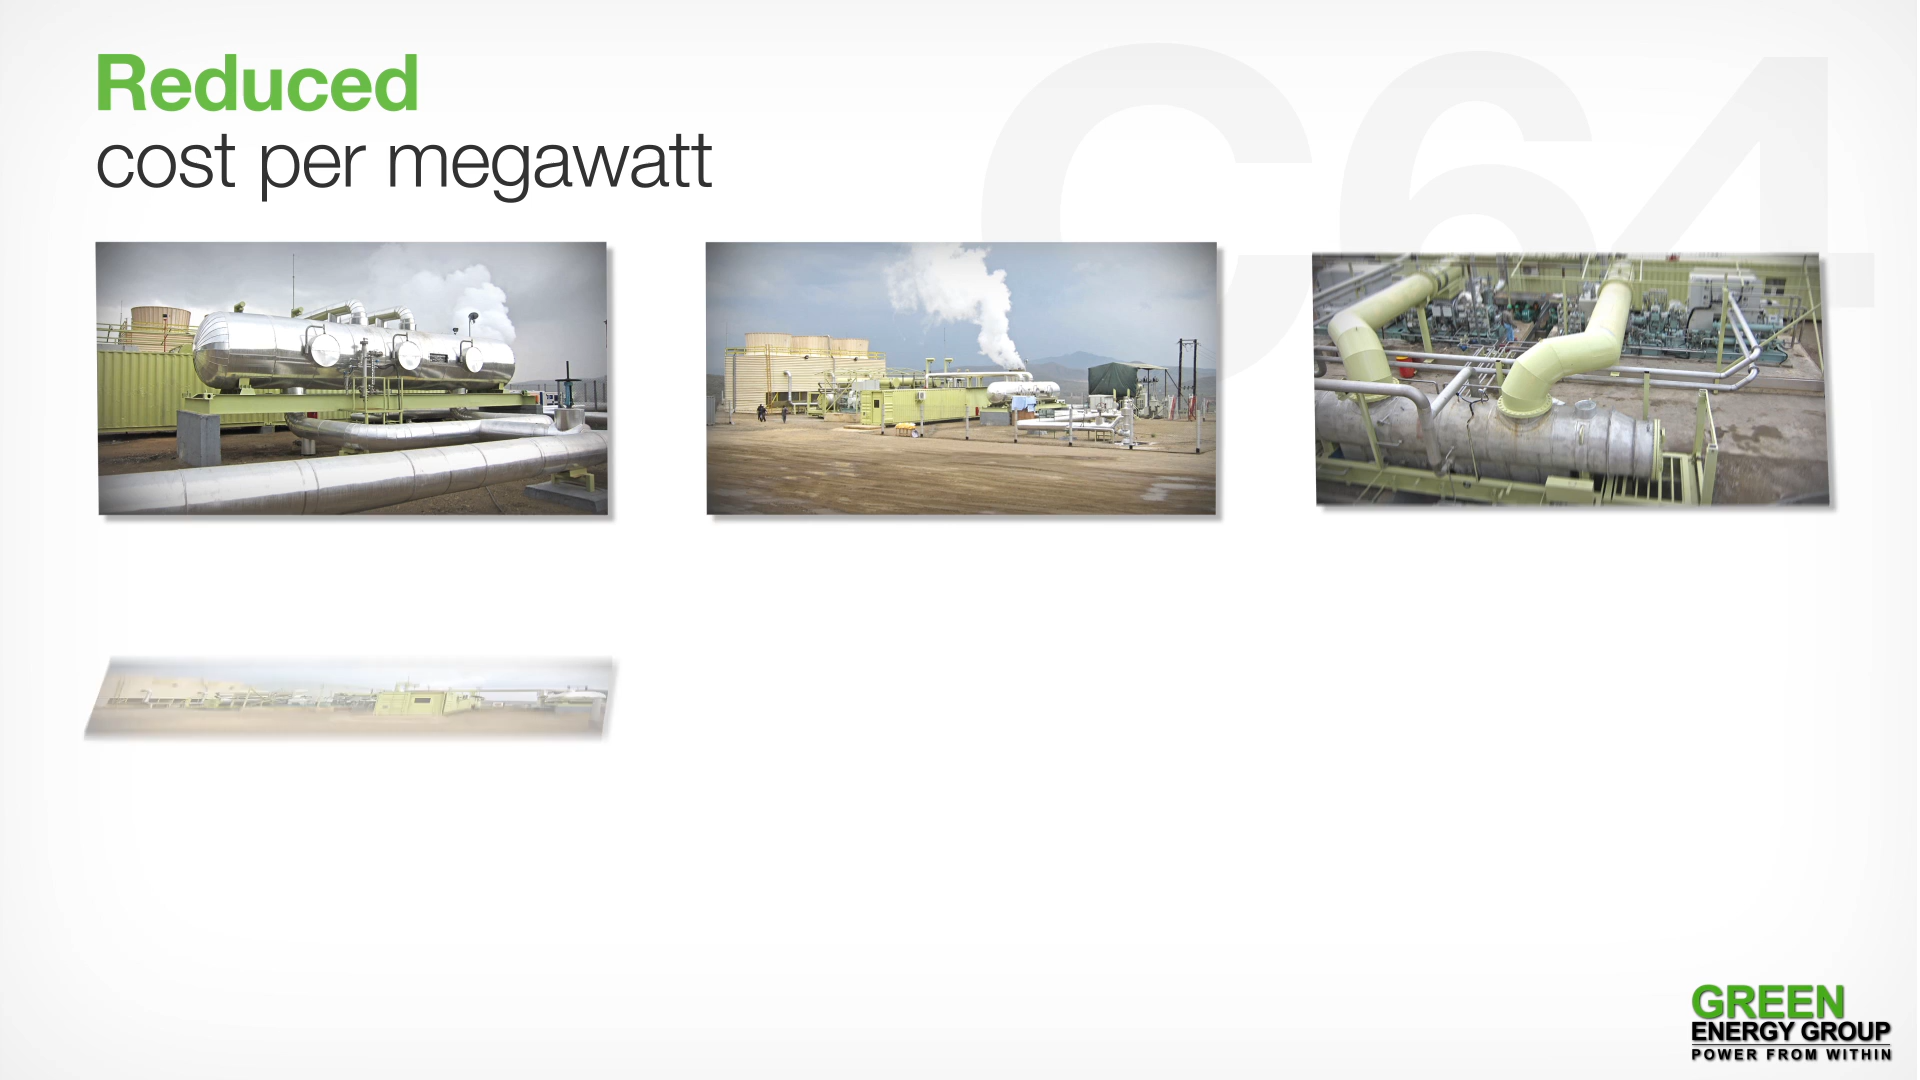 Reduced
cost per megawatt
C64
GREEN
ENERGY GROUP
POWER FROM WITHIN